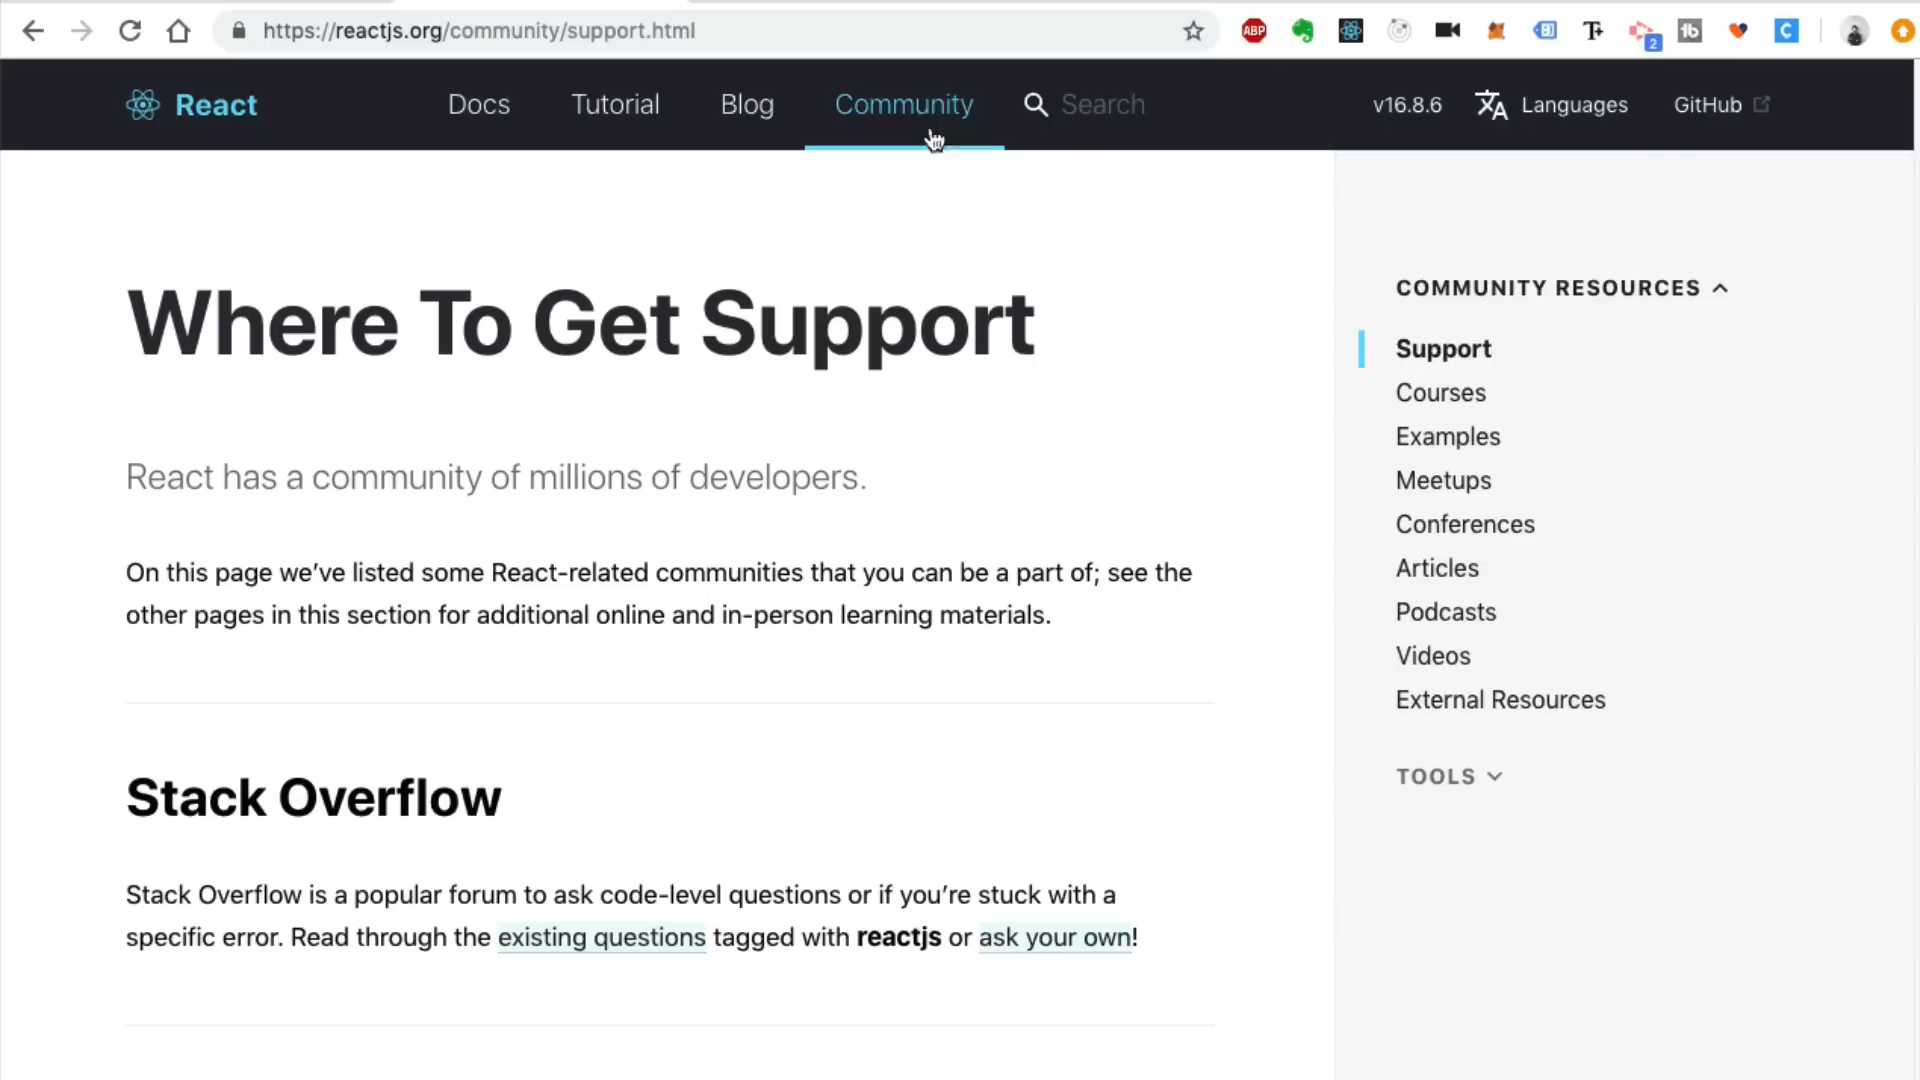 https://reactjs.org/community/support.html
ABP
T+
2
tb
C
React
Docs
Tutorial
Blog
Community
Search
v16.8.6
Languages
GitHub
Where To Get Support
React has a community of millions of developers.
On this page we’ve listed some React-related communities that you can be a part of; see the
other pages in this section for additional online and in-person learning materials.
Stack Overflow
Stack Overflow is a popular forum to ask code-level questions or if you’re stuck with a
specific error. Read through the existing questions tagged with reactjs or ask your own!
COMMUNITY RESOURCES
Support
Courses
Examples
Meetups
Conferences
Articles
Podcasts
Videos
External Resources
TOOLS